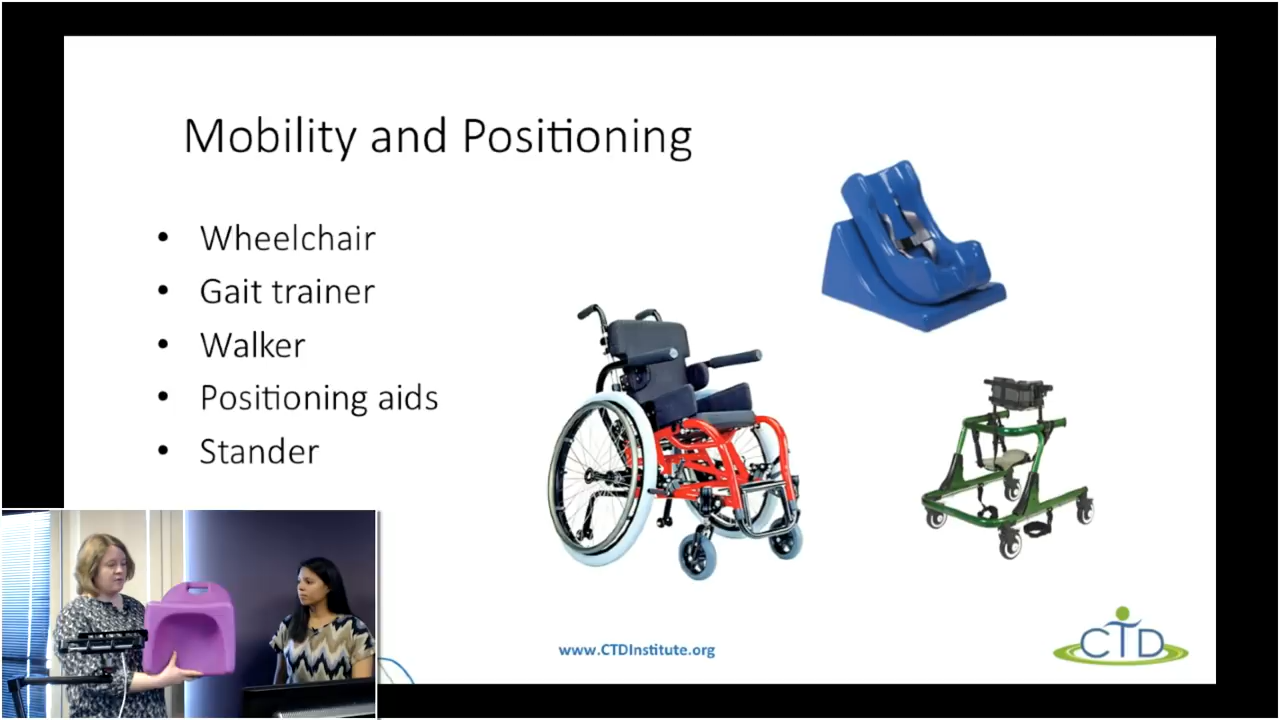 Mobility and Positioning
• Wheelchair
• Gait trainer
• Walker
• Positioning aids
• Stander
www.CTDInstitute.org
CTD